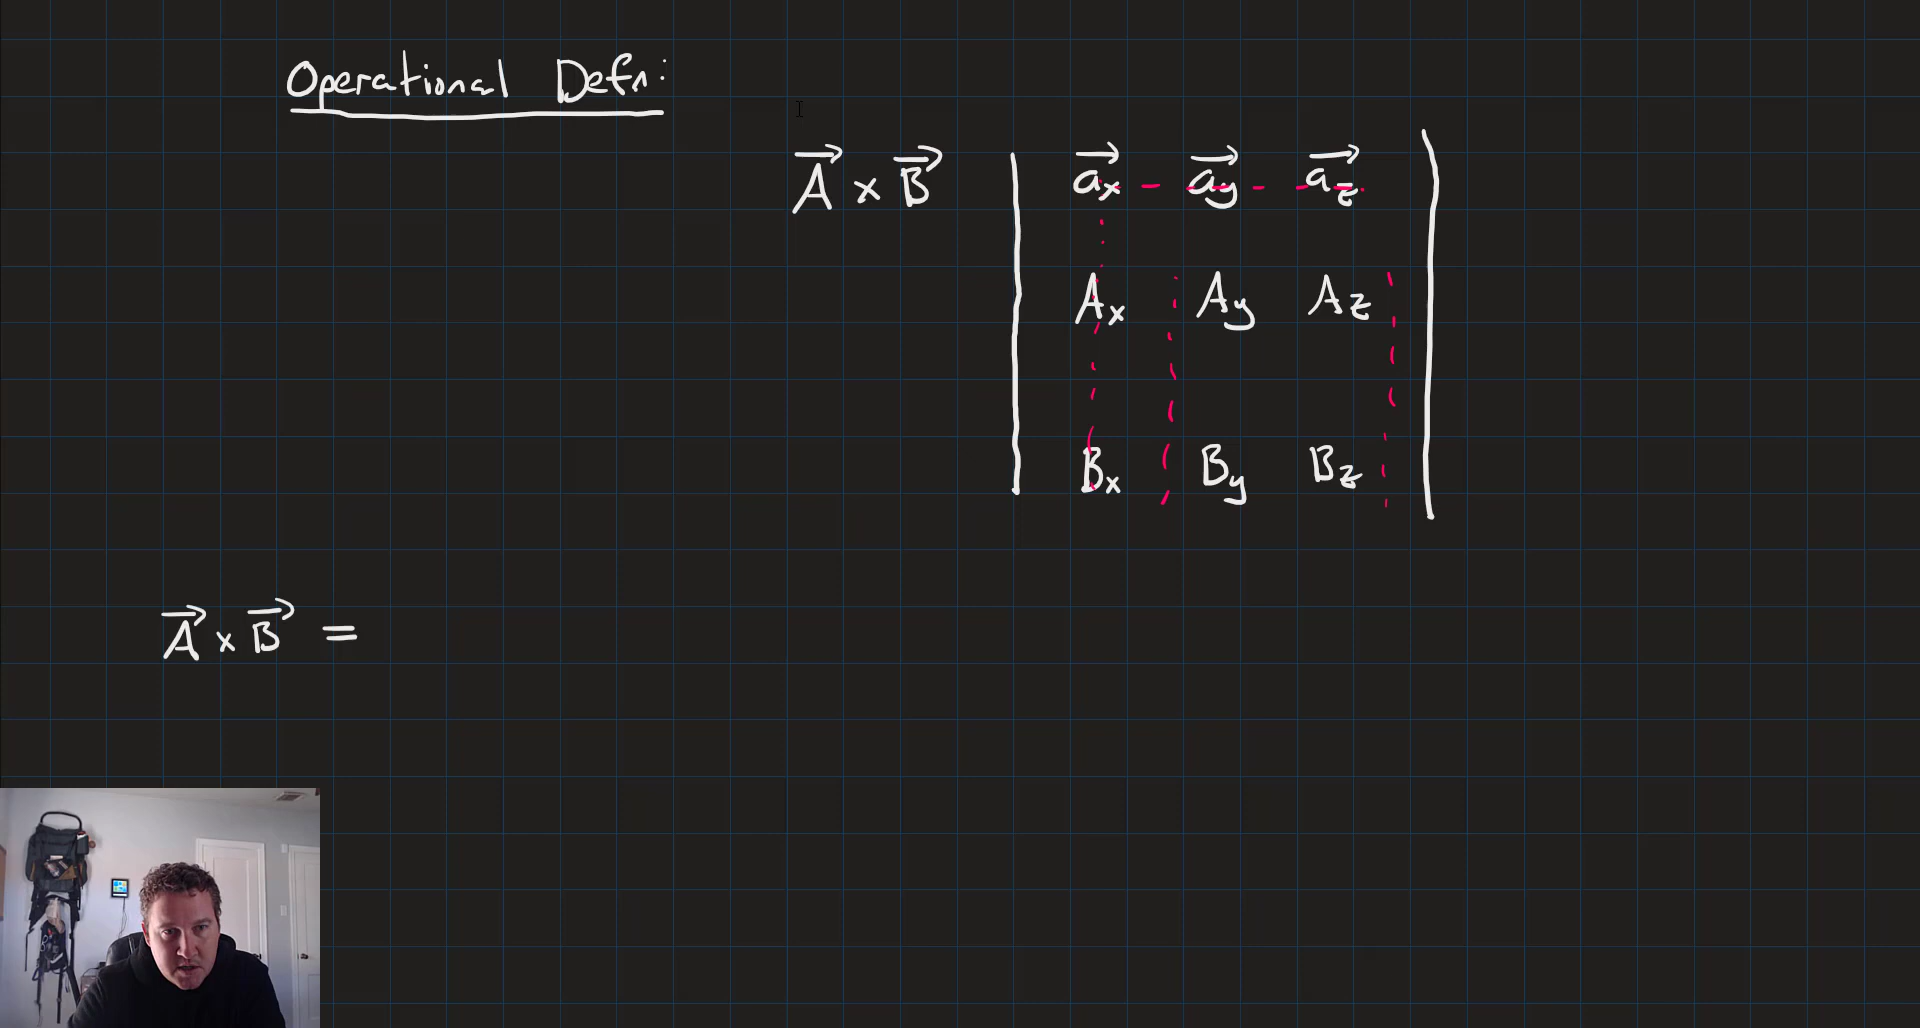 Operational Defn:
A⃗ x B⃗ | a⃗x a⃗y a⃗z |
Ax Ay Az
Bx By Bz
A⃗ x B⃗ =